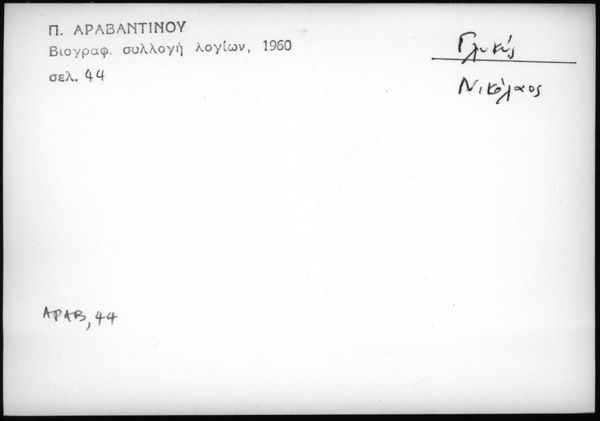 Π. ΑΡΑΒΑΝΤΙΝΟΥ
Βιογραφ. συλλογή λογίων, 1960
σελ. 44
Γλυκύς
Νικόλαος
ΑΡΑΒ, 44